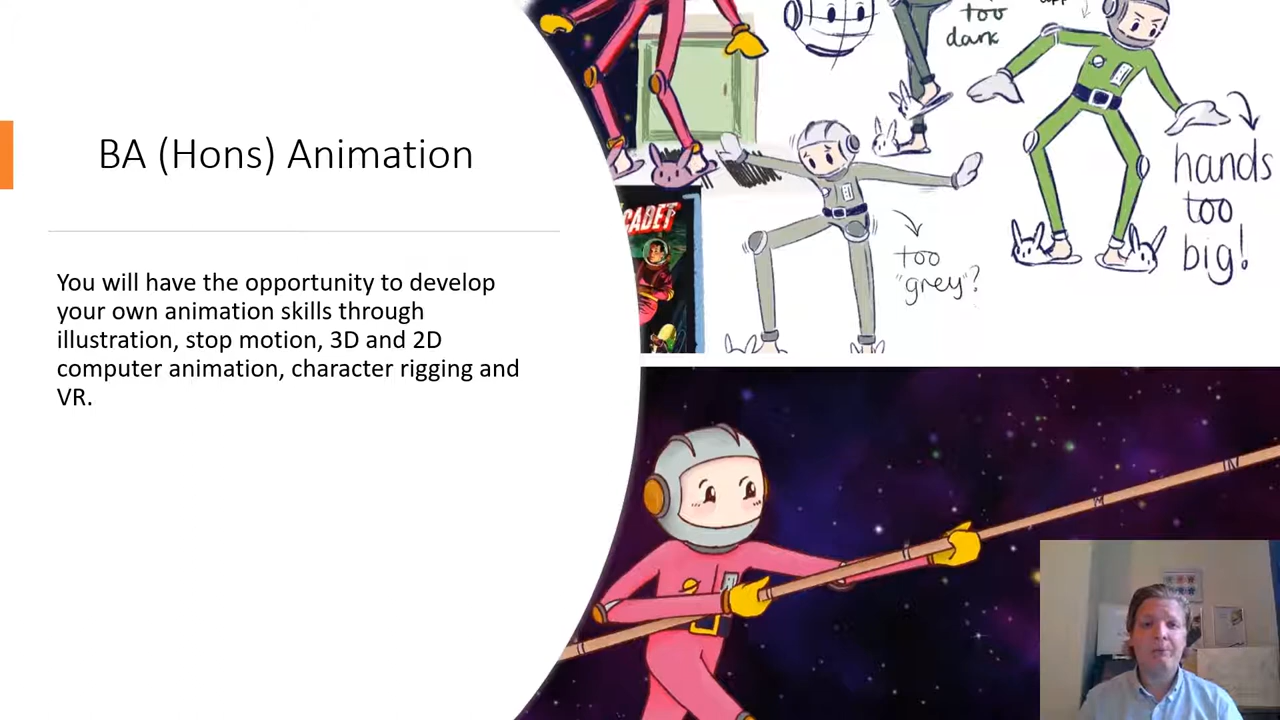 BA (Hons) Animation
You will have the opportunity to develop
your own animation skills through
illustration, stop motion, 3D and 2D
computer animation, character rigging and
VR.
too
dark
hands
too
big!
too
"grey"?
CADET